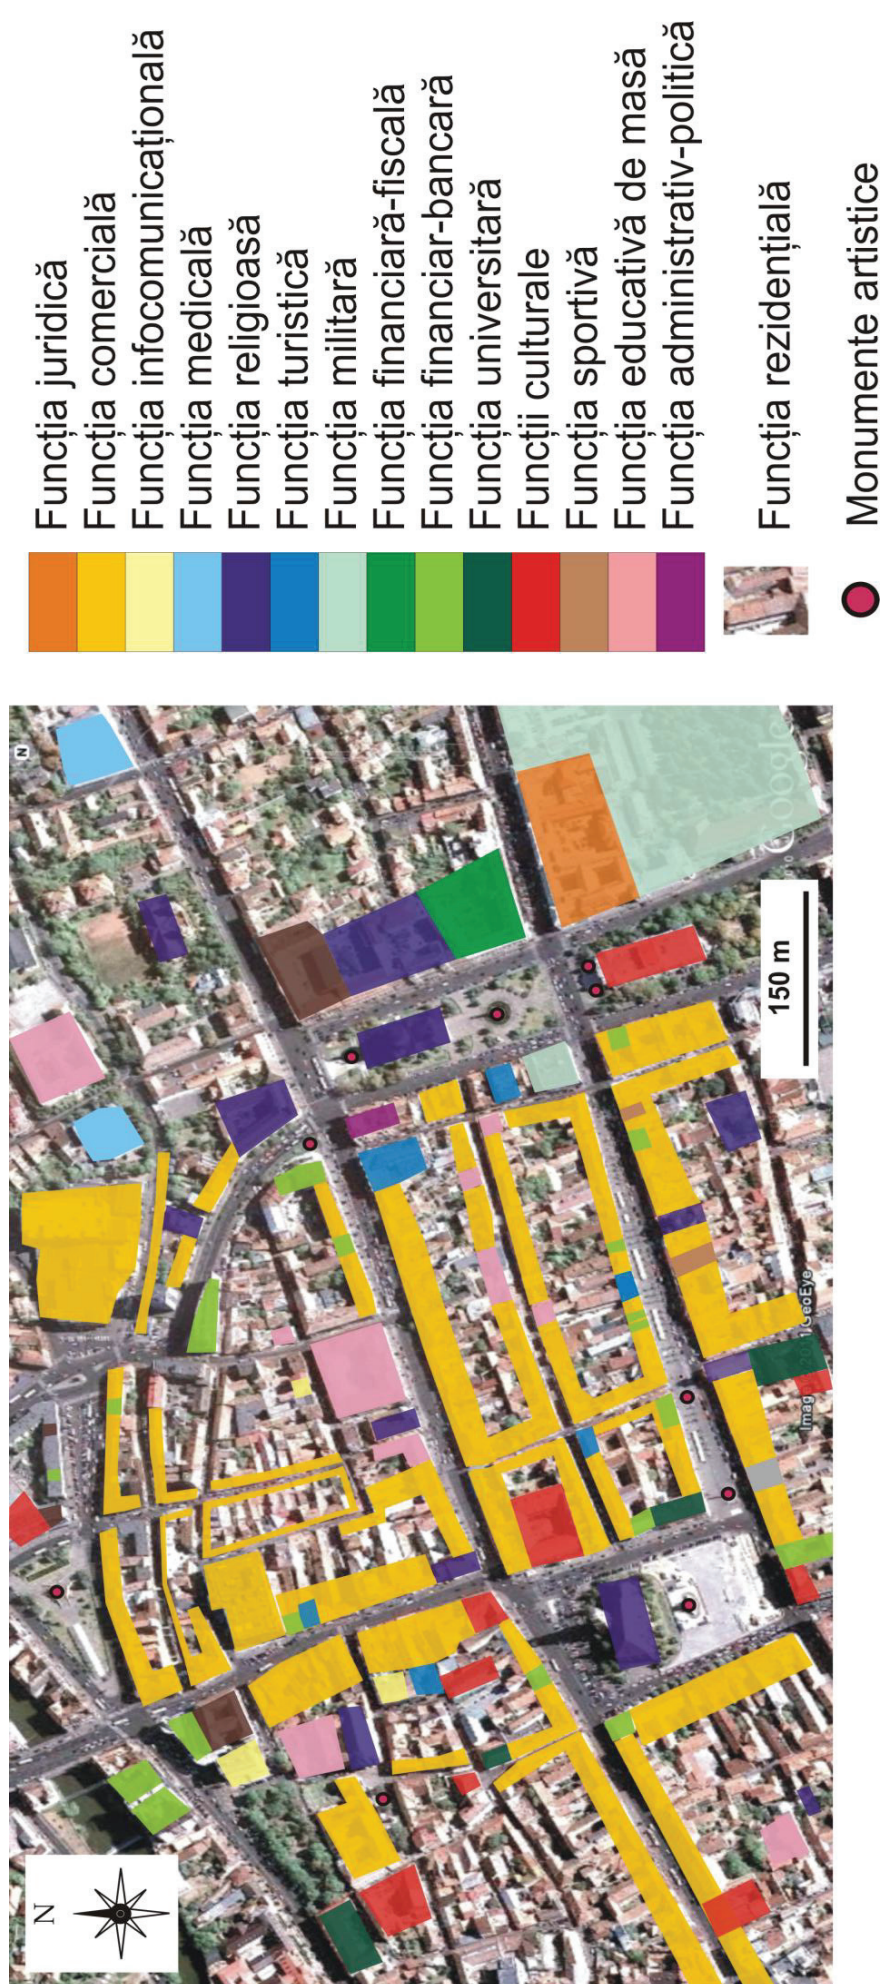 Funcția juridică
Funcția comercială
Funcția infocomunicațională
Funcția medicală
Funcția religioasă
Funcția turistică
Funcția militară
Funcția financiară-fiscală
Funcția financiar-bancară
Funcția universitară
Funcții culturale
Funcția sportivă
Funcția educativă de masă
Funcția administrativ-politică
Funcția rezidențială
Monumente artistice
N
N
150 m
Google
GeoEye